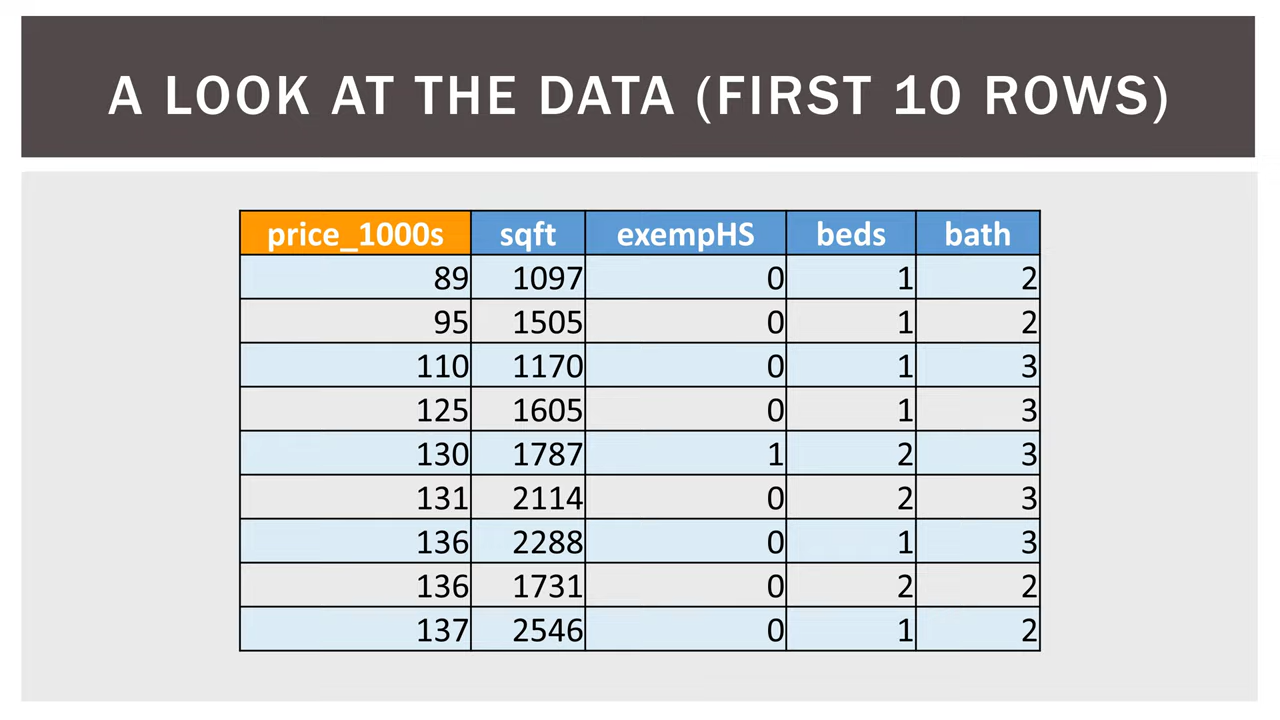 A LOOK AT THE DATA (FIRST 10 ROWS)
price_1000s sqft exempHS beds bath
89 1097 0 1 2
95 1505 0 1 2
110 1170 0 1 3
125 1605 0 1 3
130 1787 1 2 3
131 2114 0 2 3
136 2288 0 1 3
136 1731 0 2 2
137 2546 0 1 2